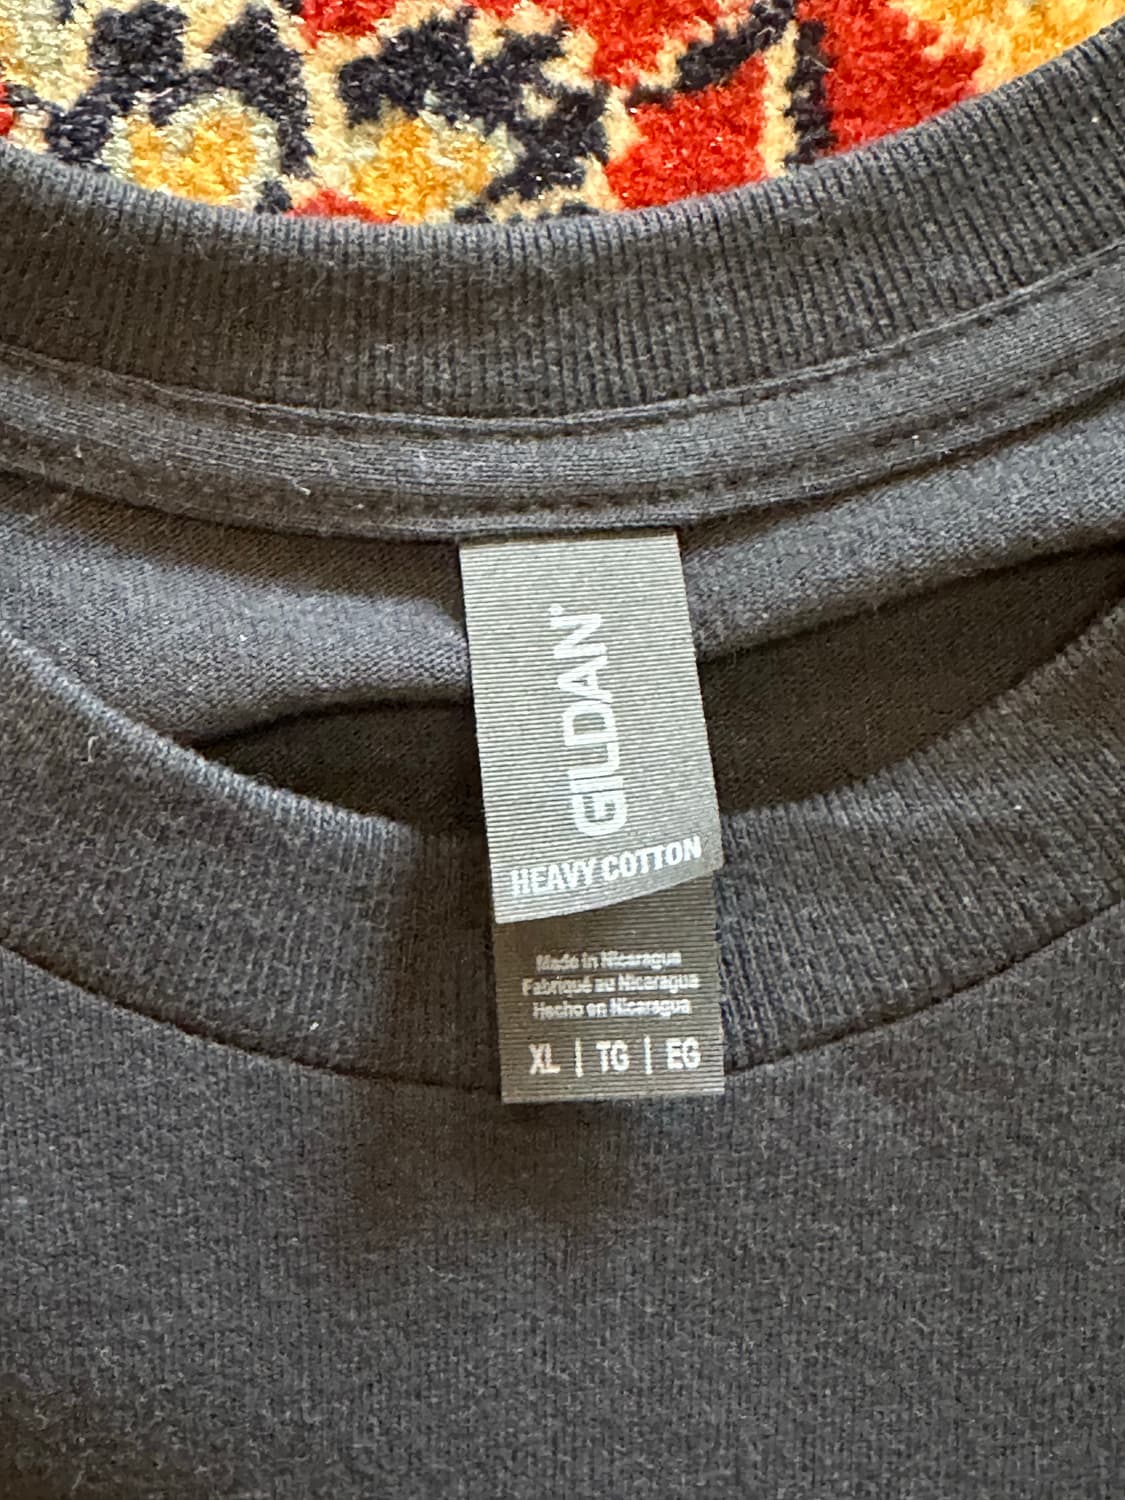 GILDAN®
HEAVY COTTON
Made in Nicaragua
Fabriqué au Nicaragua
Hecho en Nicaragua
XL | TG | EG